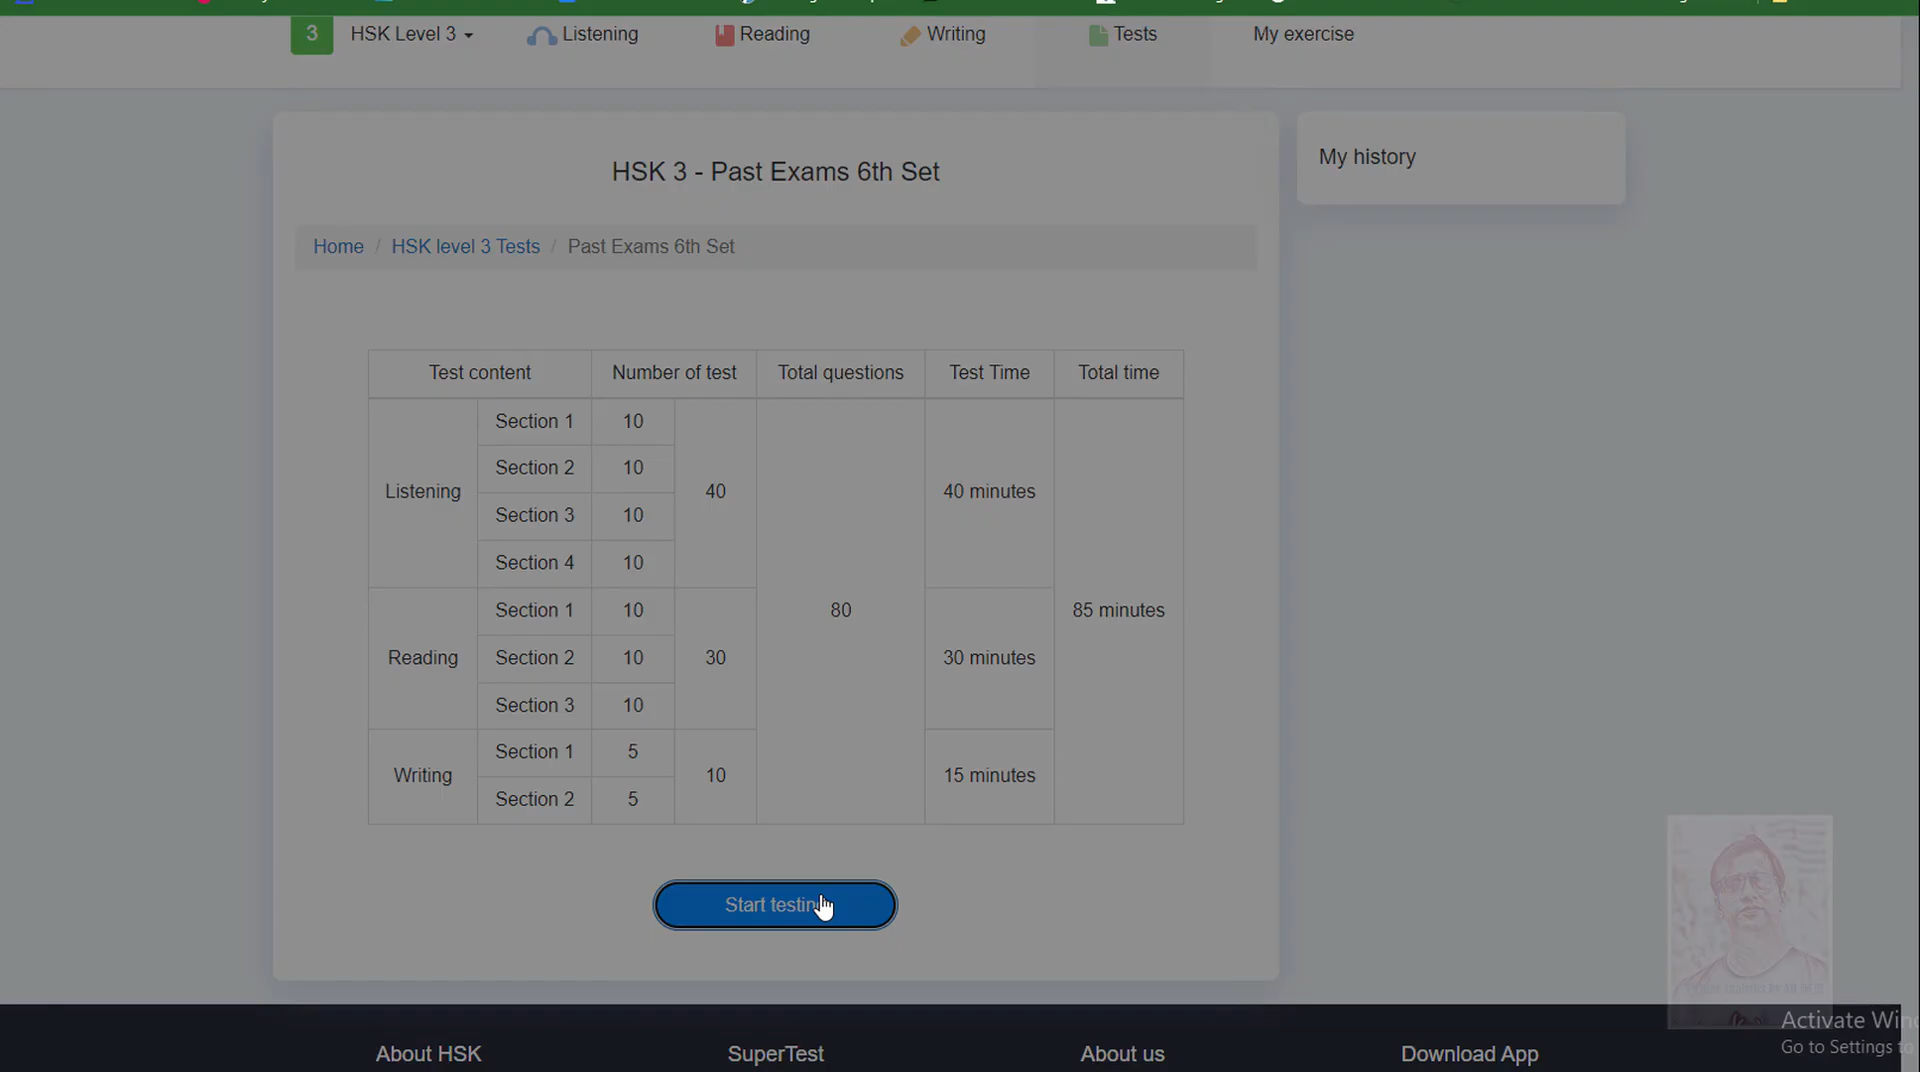 3 HSK Level 3 Listening Reading Writing Tests My exercise
HSK 3 - Past Exams 6th Set
My history
Home / HSK level 3 Tests / Past Exams 6th Set
Test content Number of test Total questions Test Time Total time
Listening Section 1 10 40 80 40 minutes 85 minutes
Section 2 10
Section 3 10
Section 4 10
Reading Section 1 10 30 30 minutes
Section 2 10
Section 3 10
Writing Section 1 5 10 15 minutes
Section 2 5
Start testing
Activate Win
Go to Settings to
About HSK SuperTest About us Download App